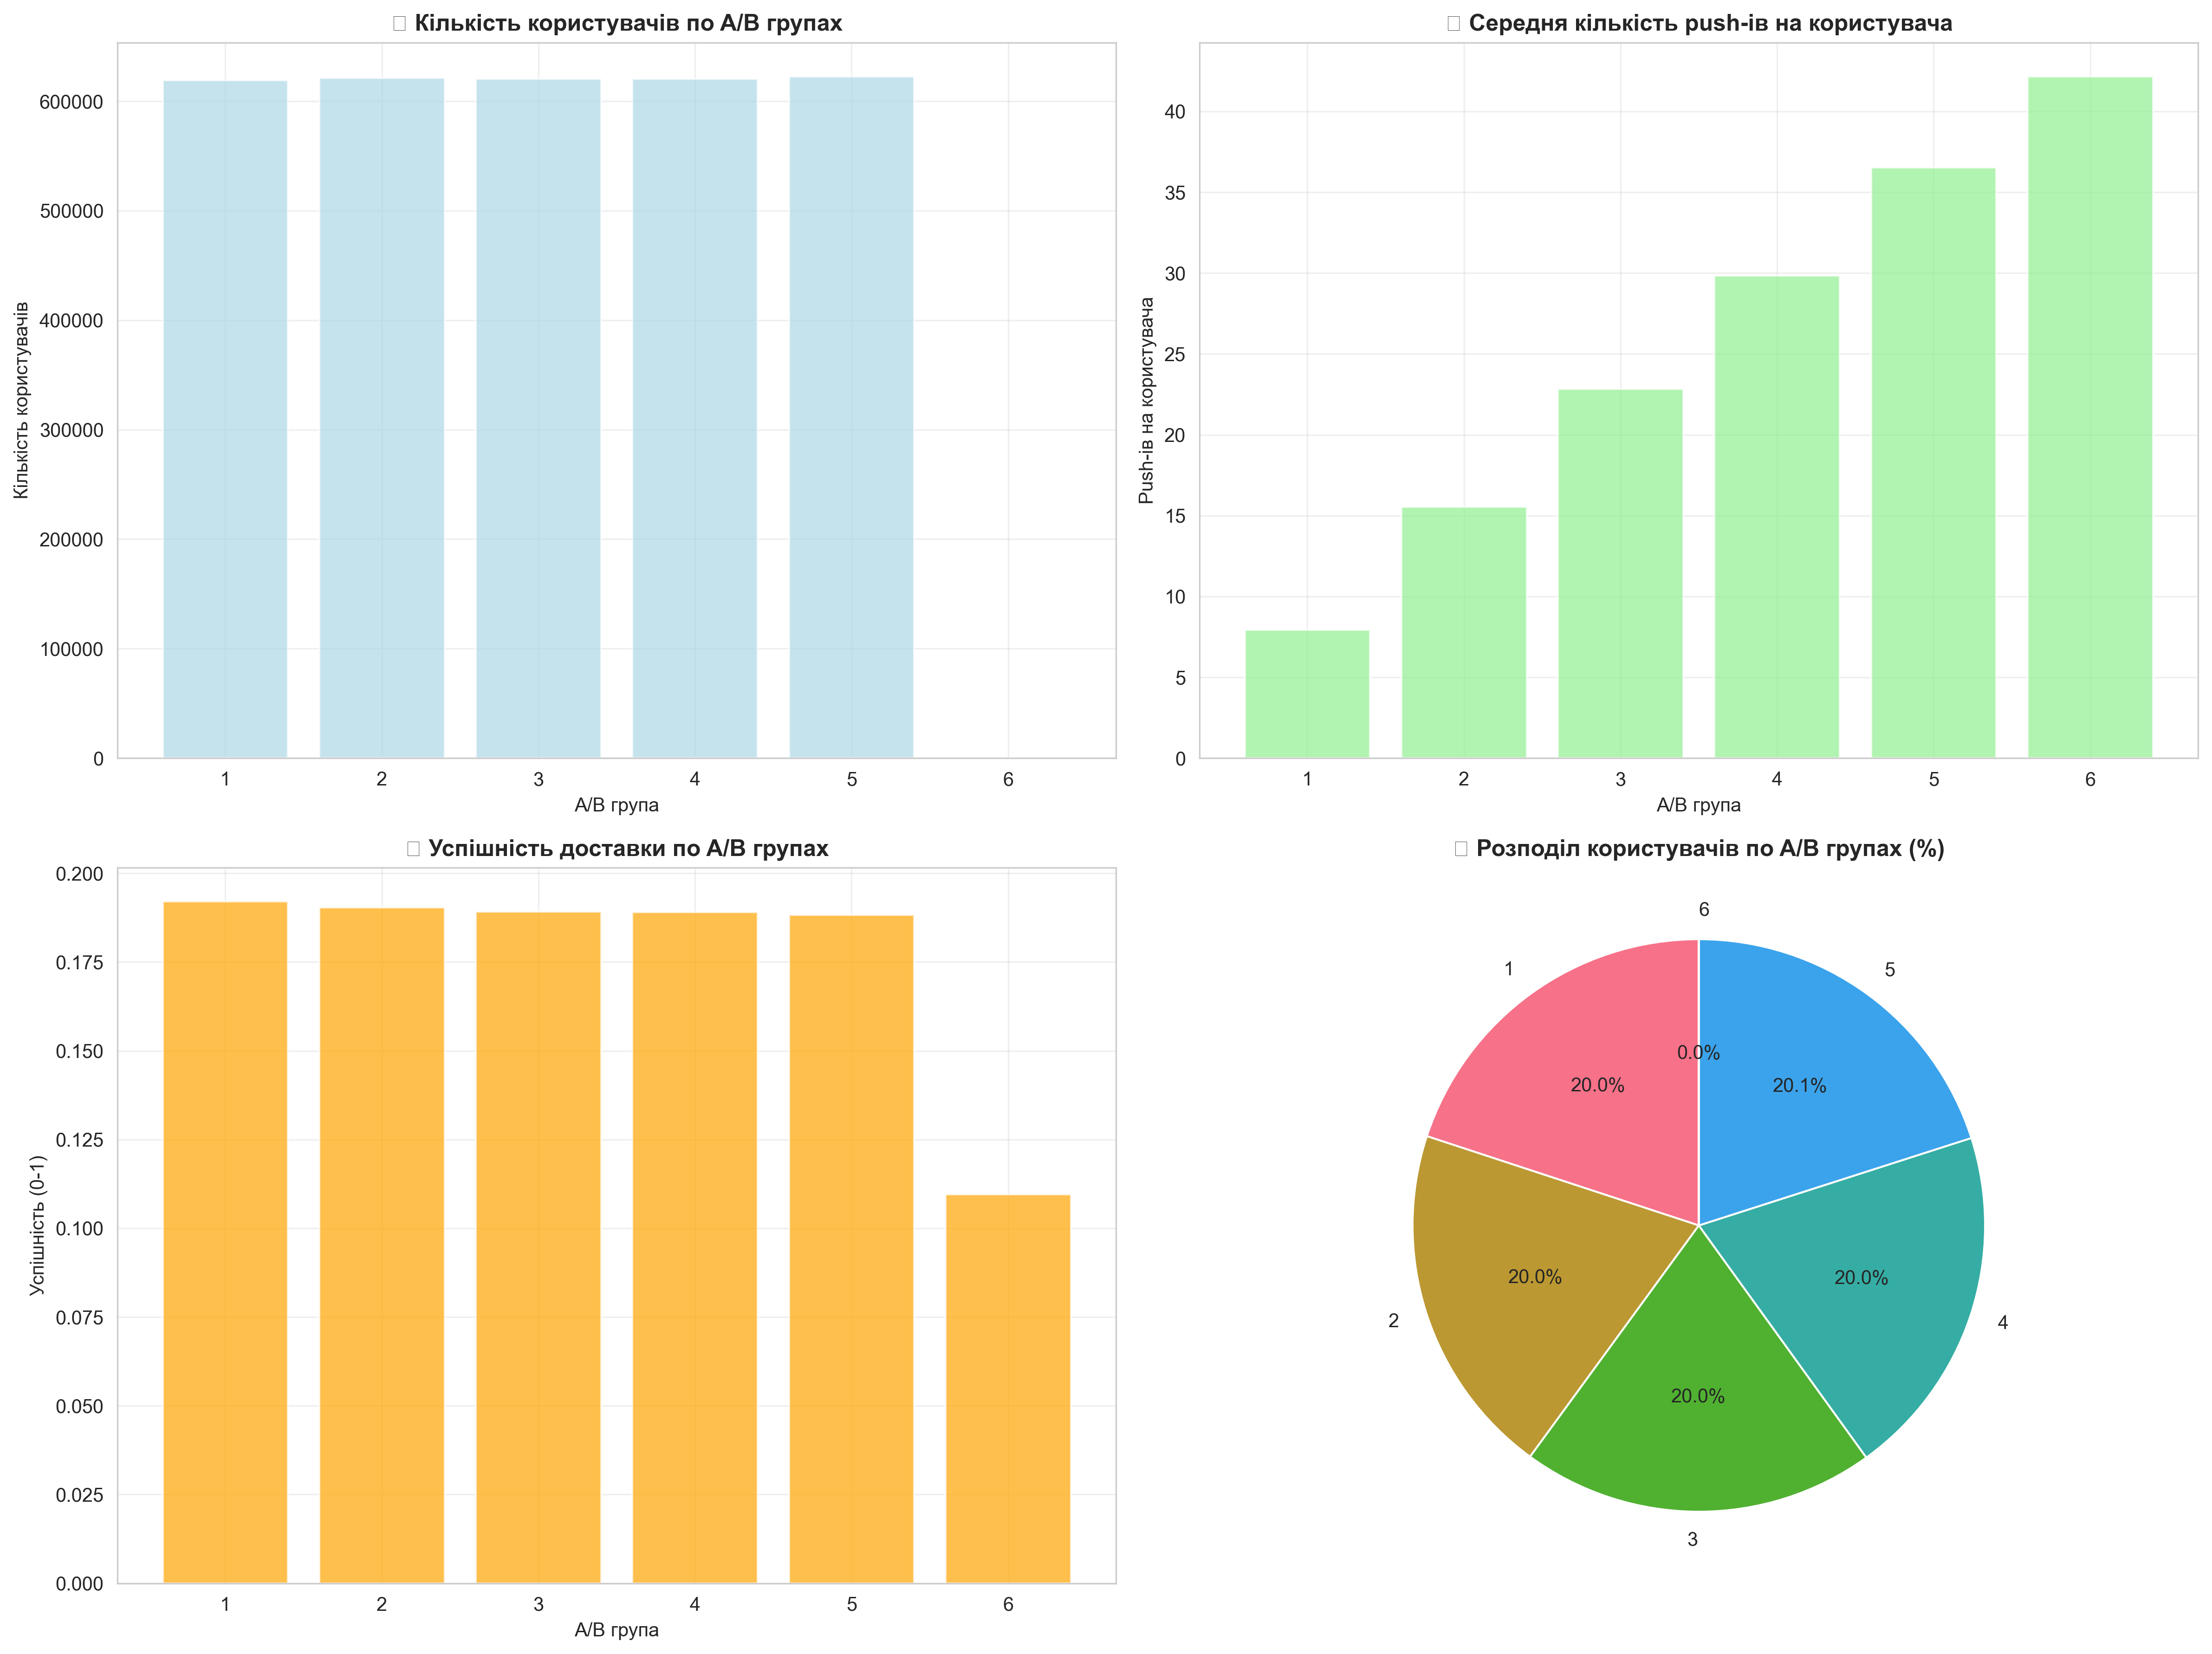 Кількість користувачів по A/B групах
Кількість користувачів
600000
500000
400000
300000
200000
100000
0
1 2 3 4 5 6
A/B група
Середня кількість push-ів на користувача
Push-ів на користувача
40
35
30
25
20
15
10
5
0
1 2 3 4 5 6
A/B група
Успішність доставки по A/B групах
Успішність (0-1)
0.200
0.175
0.150
0.125
0.100
0.075
0.050
0.025
0.000
1 2 3 4 5 6
A/B група
Розподіл користувачів по A/B групах (%)
6
1
5
0.0%
20.0%
20.1%
20.0%
20.0%
2
4
20.0%
3